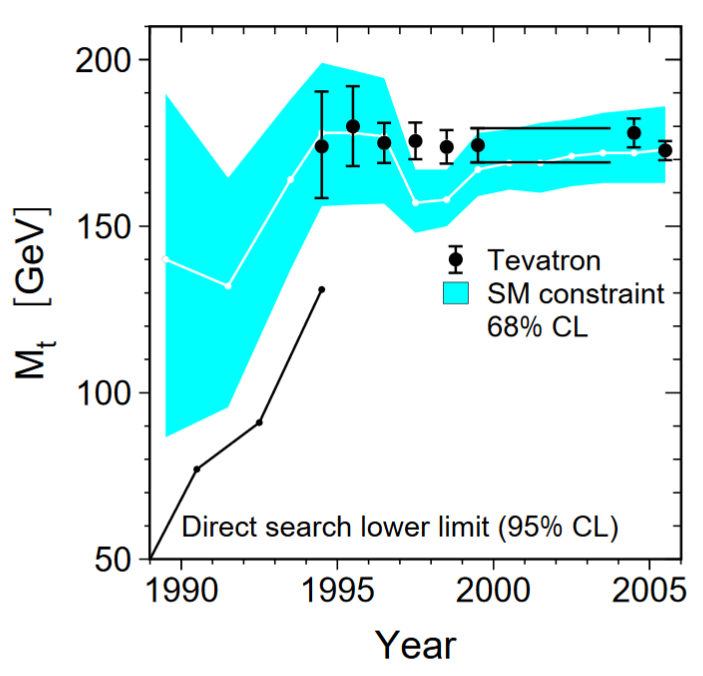 200
150
100
50
M_t [GeV]
Tevatron
SM constraint
68% CL
Direct search lower limit (95% CL)
1990 1995 2000 2005
Year